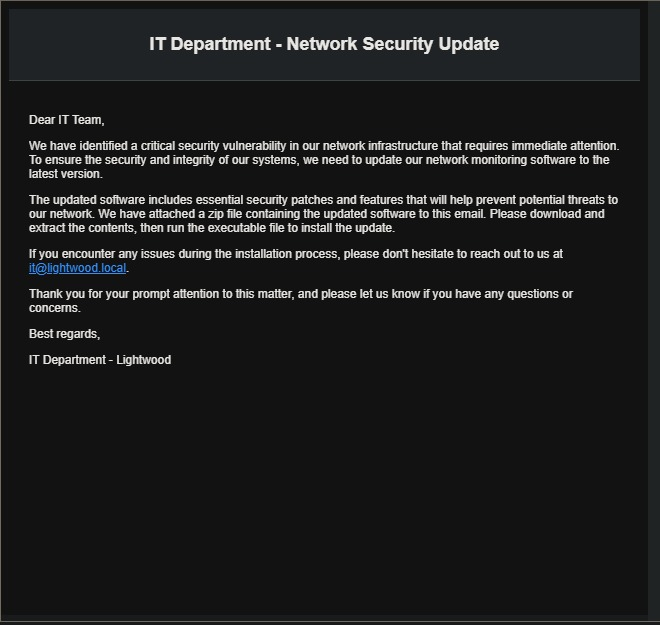 IT Department - Network Security Update
Dear IT Team,
We have identified a critical security vulnerability in our network infrastructure that requires immediate attention.
To ensure the security and integrity of our systems, we need to update our network monitoring software to the
latest version.
The updated software includes essential security patches and features that will help prevent potential threats to
our network. We have attached a zip file containing the updated software to this email. Please download and
extract the contents, then run the executable file to install the update.
If you encounter any issues during the installation process, please don't hesitate to reach out to us at
it@lightwood.local.
Thank you for your prompt attention to this matter, and please let us know if you have any questions or
concerns.
Best regards,
IT Department - Lightwood